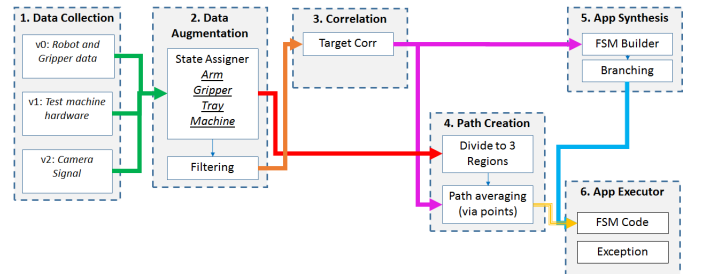 1. Data Collection
v0: Robot and
Gripper data
v1: Test machine
hardware
v2: Camera
Signal
2. Data
Augmentation
State Assigner
Arm
Gripper
Tray
Machine
Filtering
3. Correlation
Target Corr
4. Path Creation
Divide to 3
Regions
Path averaging
(via points)
5. App Synthesis
FSM Builder
Branching
6. App Executor
FSM Code
Exception